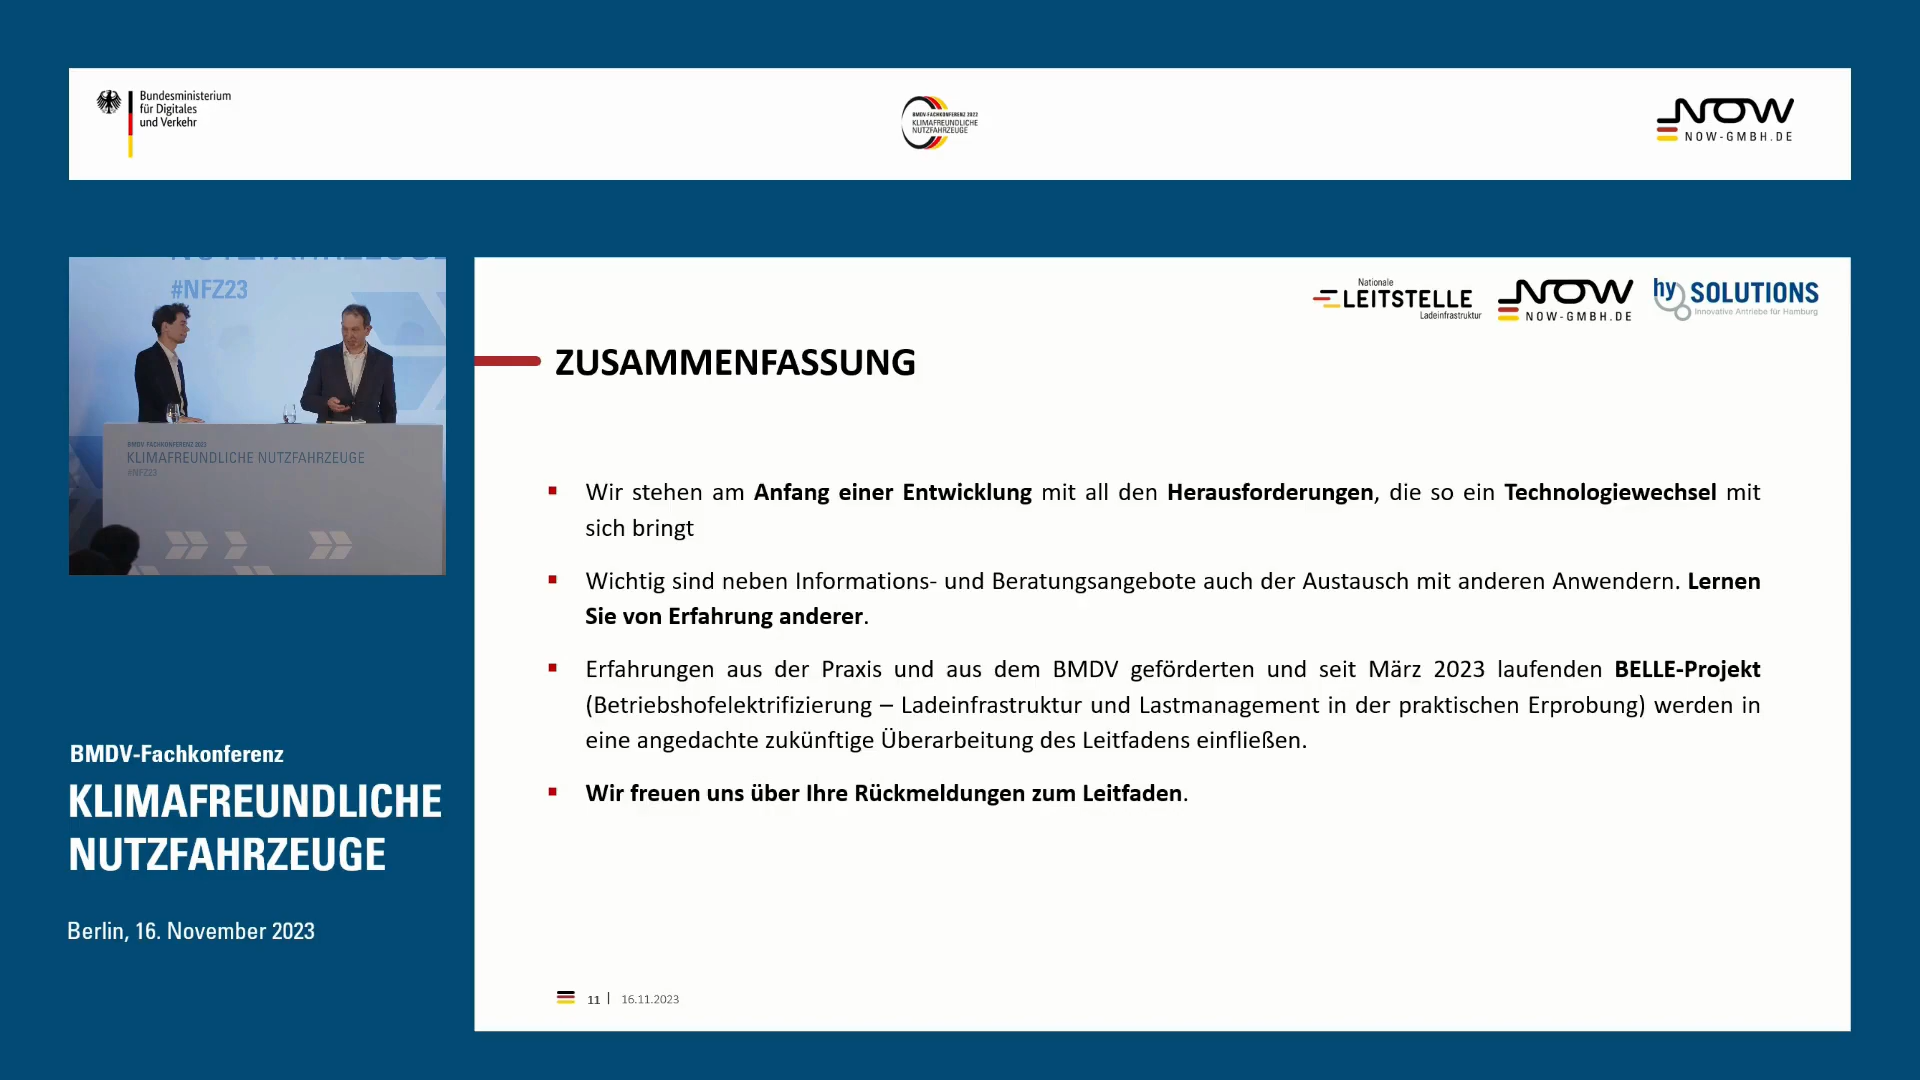 Bundesministerium
für Digitales
und Verkehr
BMDV-FACHKONFERENZ 2023
KLIMAFREUNDLICHE
NUTZFAHRZEUGE
NOW
NOW-GMBH.DE
#NFZ23
BMDV-FACHKONFERENZ 2023
KLIMAFREUNDLICHE NUTZFAHRZEUGE
#NFZ23
BMDV-Fachkonferenz
KLIMAFREUNDLICHE
NUTZFAHRZEUGE
Berlin, 16. November 2023
Nationale
LEITSTELLE
Ladeinfrastruktur
NOW
NOW-GMBH.DE
hySOLUTIONS
Innovative Antriebe für Hamburg
ZUSAMMENFASSUNG
Wir stehen am Anfang einer Entwicklung mit all den Herausforderungen, die so ein Technologiewechsel mit
sich bringt
Wichtig sind neben Informations- und Beratungsangebote auch der Austausch mit anderen Anwendern. Lernen
Sie von Erfahrung anderer.
Erfahrungen aus der Praxis und aus dem BMDV geförderten und seit März 2023 laufenden BELLE-Projekt
(Betriebshofelektrifizierung – Ladeinfrastruktur und Lastmanagement in der praktischen Erprobung) werden in
eine angedachte zukünftige Überarbeitung des Leitfadens einfließen.
Wir freuen uns über Ihre Rückmeldungen zum Leitfaden.
11 | 16.11.2023